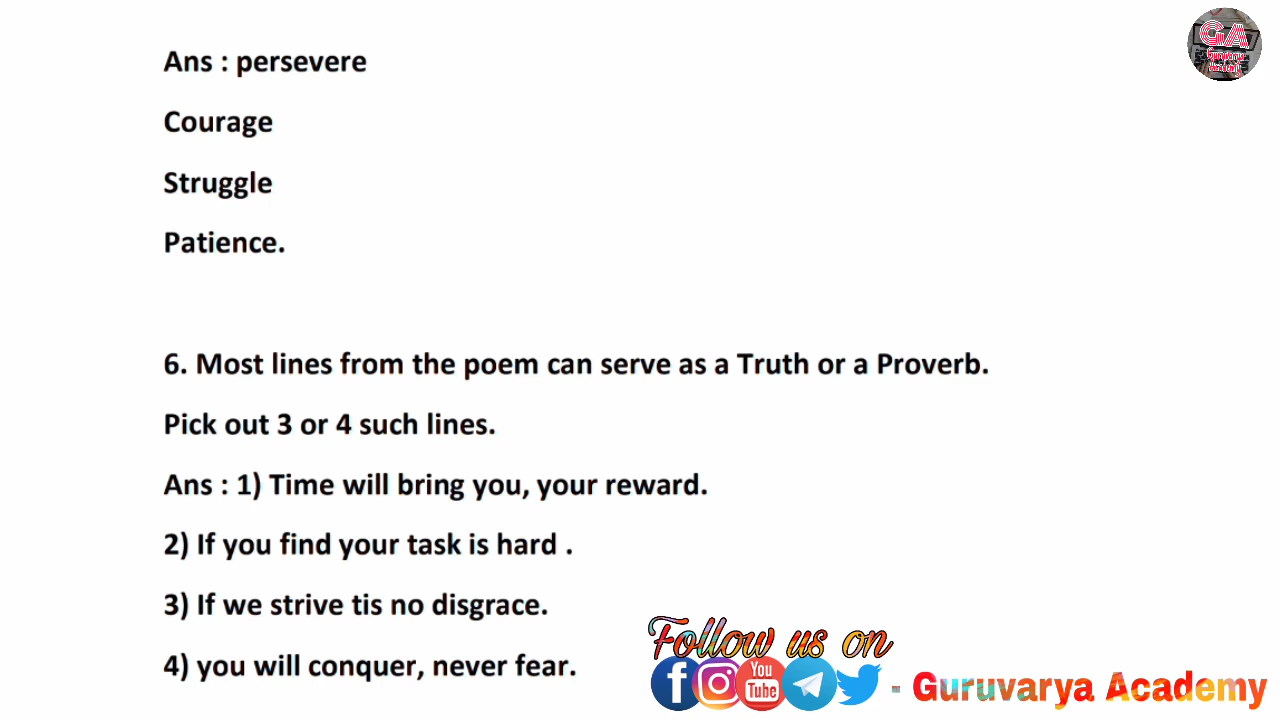 GA
Ans : persevere
Courage
Struggle
Patience.
6. Most lines from the poem can serve as a Truth or a Proverb.
Pick out 3 or 4 such lines.
Ans : 1) Time will bring you, your reward.
2) If you find your task is hard .
3) If we strive tis no disgrace.
4) you will conquer, never fear.
Follow us on
You Tube - Guruvarya Academy